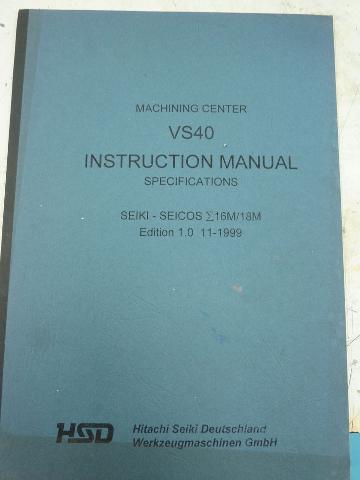 MACHINING CENTER
VS40
INSTRUCTION MANUAL
SPECIFICATIONS
SEIKI - SEICOS Σ16M/18M
Edition 1.0 11-1999
HSD Hitachi Seiki Deutschland
Werkzeugmaschinen GmbH